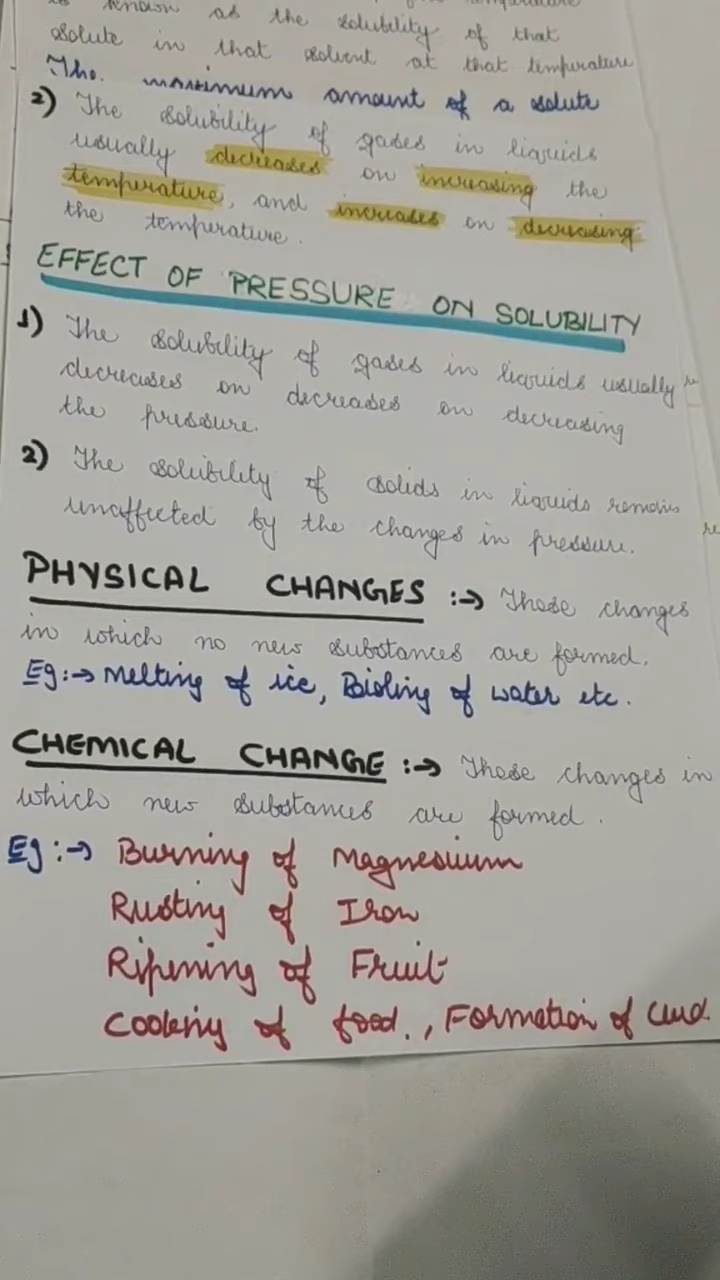 is known as the solubility of that
solute in that solvent at that temperature
The. maximum amount of a solute
2) The solubility of gases in liquids
usually decreases on increasing the
temperature, and increases on decreasing
the temperature.
EFFECT OF PRESSURE ON SOLUBILITY
1) The solubility of gases in liquids usually
decreases on decreases on decreasing
the pressure.
2) The solubility of solids in liquids remains
unaffected by the changes in pressure.
PHYSICAL CHANGES :→ Those changes
in which no new substances are formed.
Eg:→ Melting of ice, Bioling of water etc.
CHEMICAL CHANGE :→ Those changes in
which new substances are formed.
Eg:→ Burning of Magnesium
Rusting of Iron
Ripening of Fruit
Cooking of food., Formation of Curd.